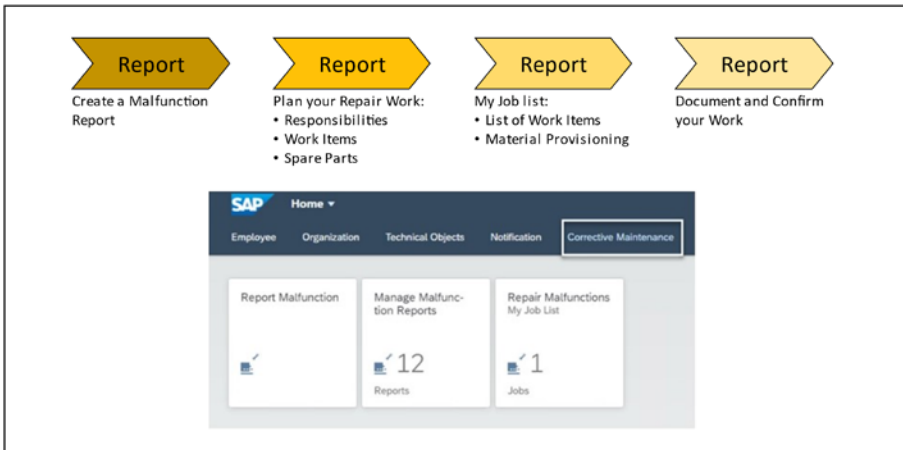 Report
Create a Malfunction
Report
Report
Plan your Repair Work:
• Responsibilities
• Work Items
• Spare Parts
Report
My Job list:
• List of Work Items
• Material Provisioning
Report
Document and Confirm
your Work
SAP Home
Employee Organization Technical Objects Notification Corrective Maintenance
Report Malfunction
Manage Malfunc-
tion Reports
12
Reports
Repair Malfunctions
My Job List
1
Jobs